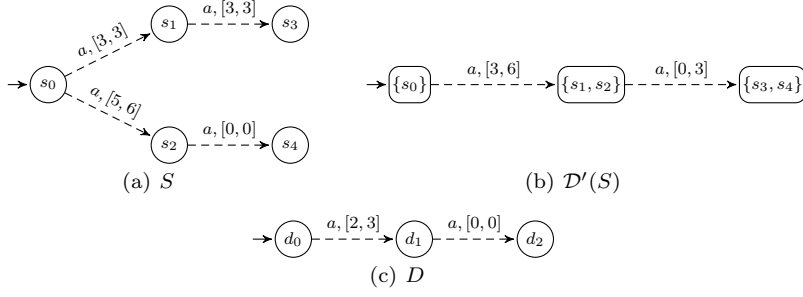 a, [3, 3]
s₁
a, [3, 3]
s₃
s₀
a, [5, 6]
s₂
a, [0, 0]
s₄
(a) S
{s₀}
a, [3, 6]
{s₁, s₂}
a, [0, 3]
{s₃, s₄}
(b) 𝒟′(S)
d₀
a, [2, 3]
d₁
a, [0, 0]
d₂
(c) D